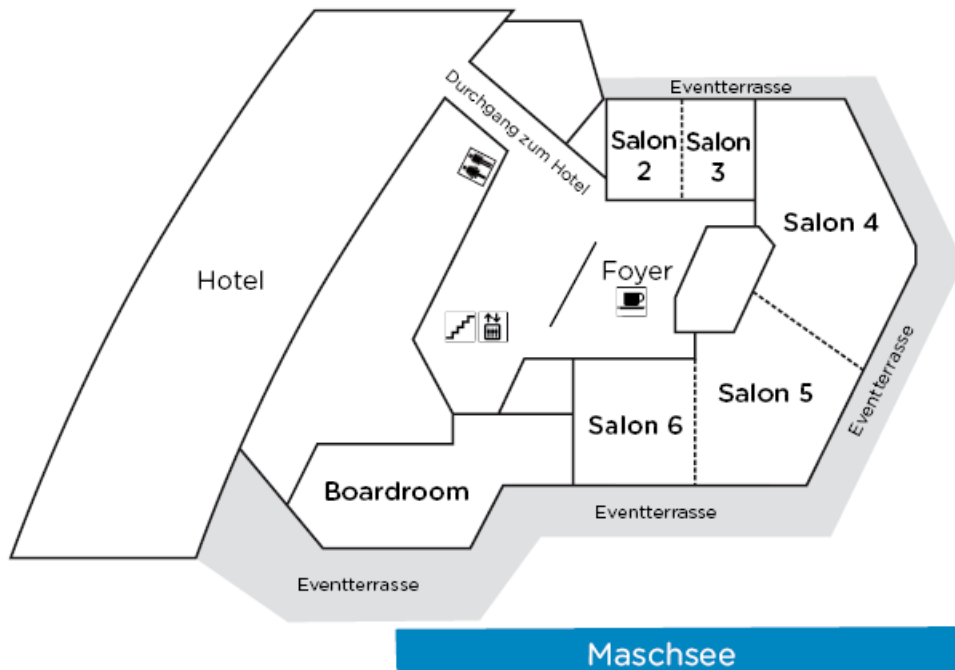 Eventterrasse
Durchgang zum Hotel
Salon
2
Salon
3
Salon 4
Hotel
Foyer
Eventterrasse
Salon 5
Salon 6
Boardroom
Eventterrasse
Eventterrasse
Maschsee